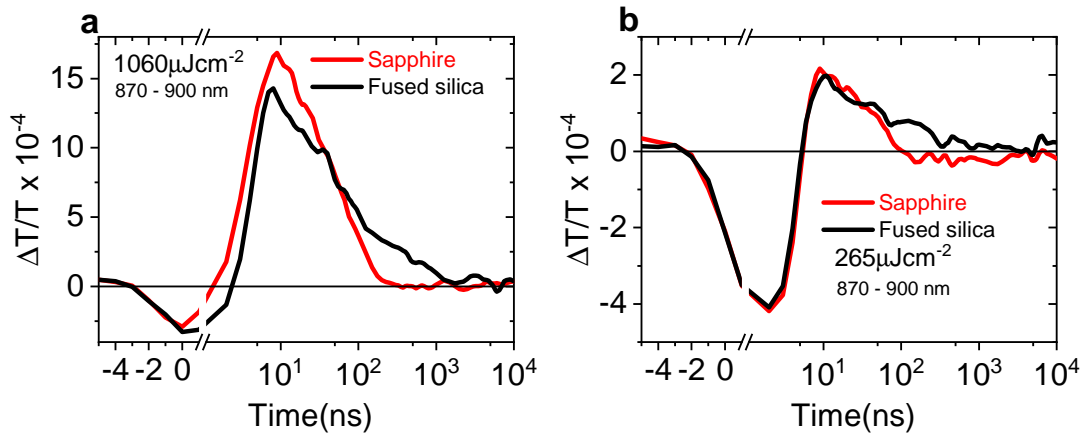 a
1060μJcm-2
870 - 900 nm
Sapphire
Fused silica
15
10
5
0
ΔT/T x 10-4
-4 -2 0 10¹ 10² 10³ 10⁴
Time(ns)
b
2
0
-2
-4
ΔT/T x 10-4
Sapphire
Fused silica
265μJcm-2
870 - 900 nm
-4 -2 0 10¹ 10² 10³ 10⁴
Time(ns)